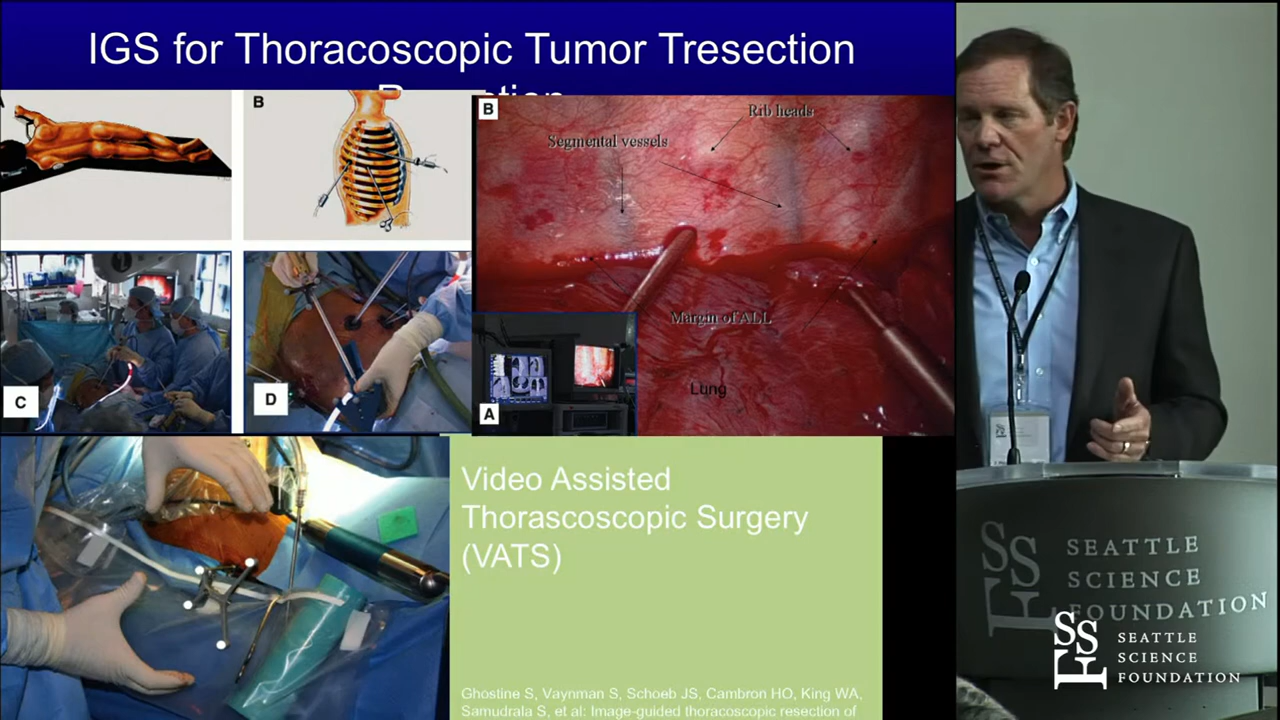 IGS for Thoracoscopic Tumor Tresection
B
B
Rib heads
Segmental vessels
Margin of ALL
Lung
C
D
A
Video Assisted
Thorascoscopic Surgery
(VATS)
Ghostine S, Vaynman S, Schoeb JS, Cambron HO, King WA,
Samudrala S, et al: Image-guided thoracoscopic resection of
SEATTLE
SCIENCE
FOUNDATION
SSF
SEATTLE
SCIENCE
FOUNDATION